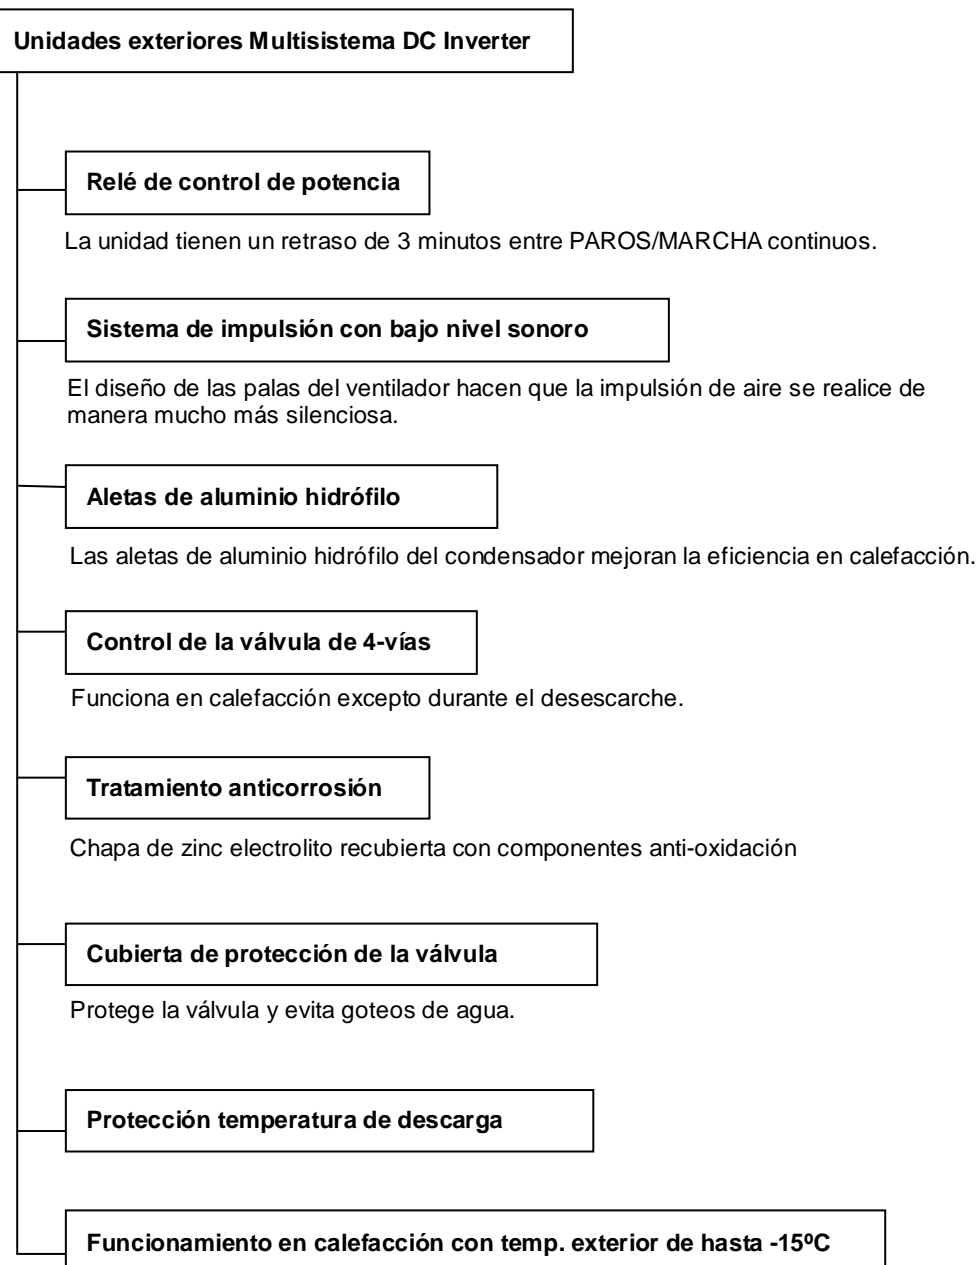 Unidades exteriores Multisistema DC Inverter
Relé de control de potencia
La unidad tienen un retraso de 3 minutos entre PAROS/MARCHA continuos.
Sistema de impulsión con bajo nivel sonoro
El diseño de las palas del ventilador hacen que la impulsión de aire se realice de
manera mucho más silenciosa.
Aletas de aluminio hidrófilo
Las aletas de aluminio hidrófilo del condensador mejoran la eficiencia en calefacción.
Control de la válvula de 4-vías
Funciona en calefacción excepto durante el desescarche.
Tratamiento anticorrosión
Chapa de zinc electrolito recubierta con componentes anti-oxidación
Cubierta de protección de la válvula
Protege la válvula y evita goteos de agua.
Protección temperatura de descarga
Funcionamiento en calefacción con temp. exterior de hasta -15ºC